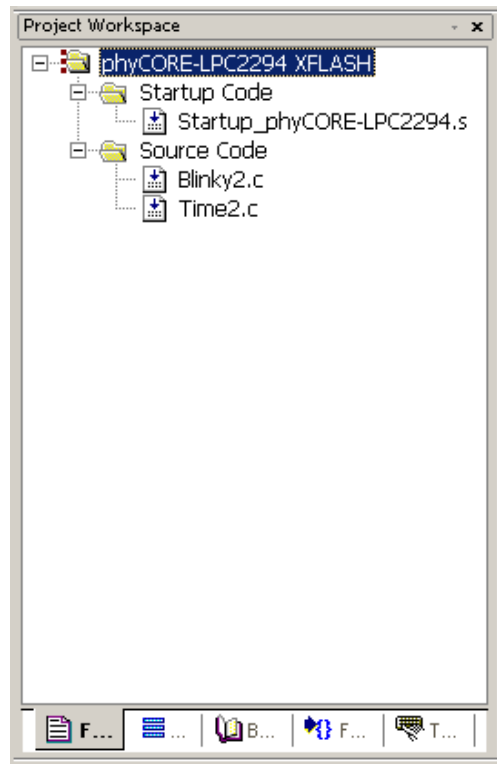 Project Workspace
phyCORE-LPC2294 XFLASH
Startup Code
Startup_phyCORE-LPC2294.s
Source Code
Blinky2.c
Time2.c
F... ... B... F... T...